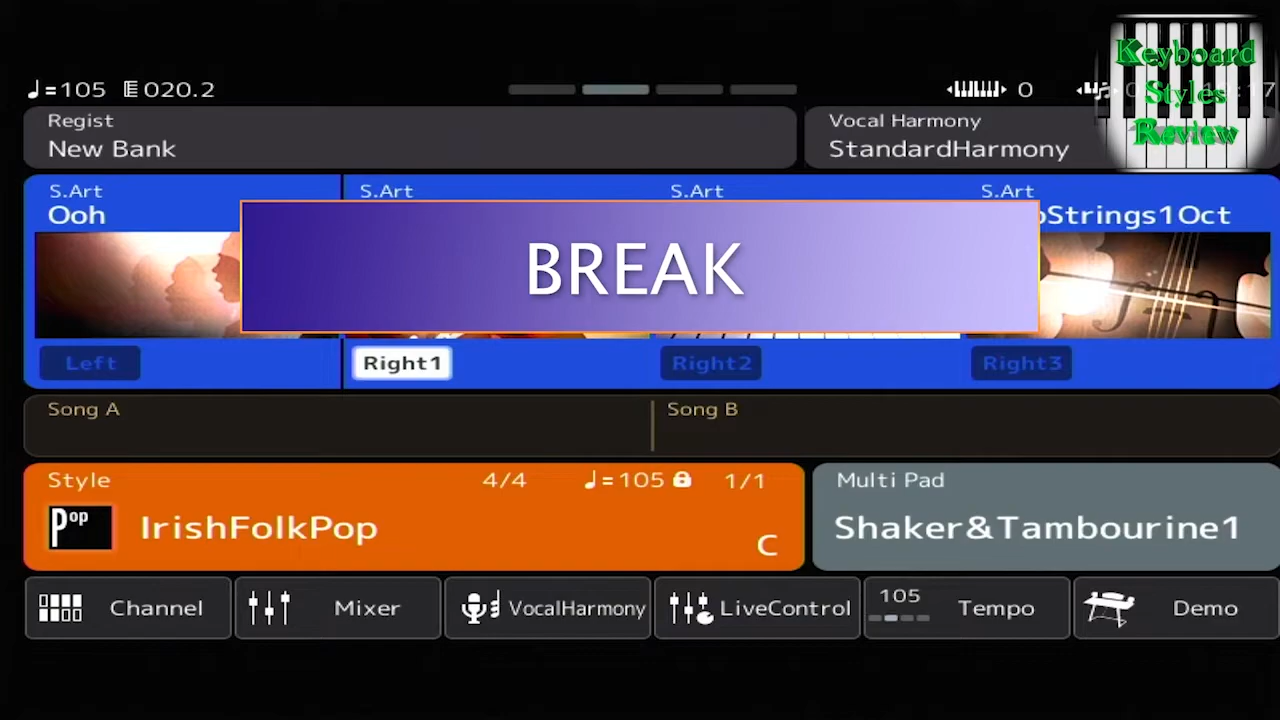 =105 020.2
0
Keyboard
Styles
Review
Regist
New Bank
Vocal Harmony
StandardHarmony
S.Art
Ooh
S.Art
S.Art
S.Art
Strings1Oct
BREAK
Left
Right1
Right2
Right3
Song A
Song B
Style
4/4
=105
1/1
Pop
IrishFolkPop
C
Multi Pad
Shaker&Tambourine1
Channel
Mixer
VocalHarmony
LiveControl
105
Tempo
Demo